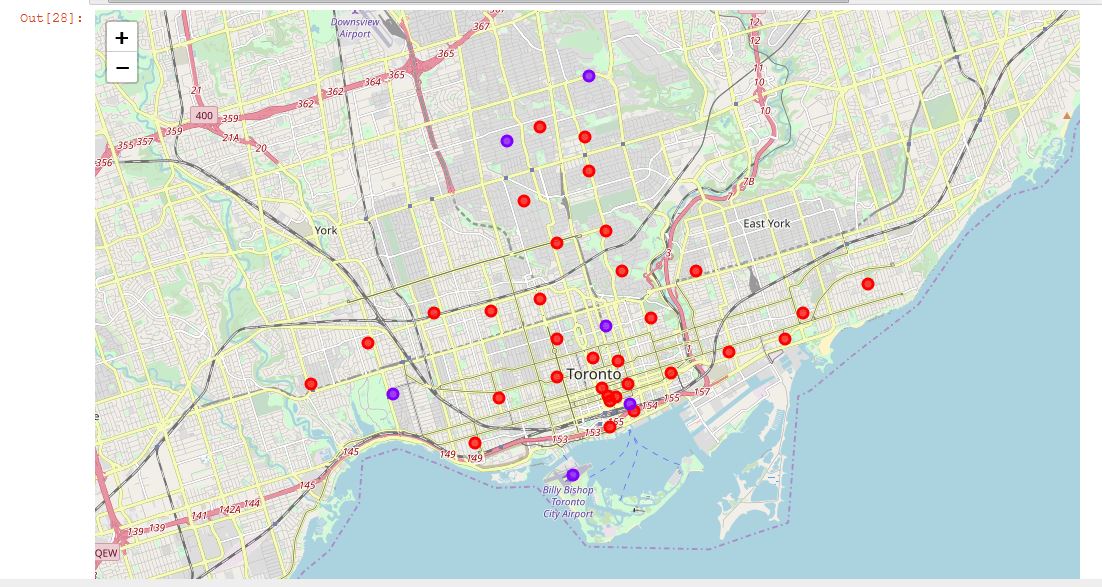 Out[28]:
+
−
Downsview
Airport
367
365
365
364
362
362
21
400
359
359
357
355
356
21A
20
12
12
11
10
10
7B
7
3
York
East York
Toronto
157
155
154
153
153
149
149
145
145
145
144
142A
141
139
139
QEW
e
Billy Bishop
Toronto
City Airport